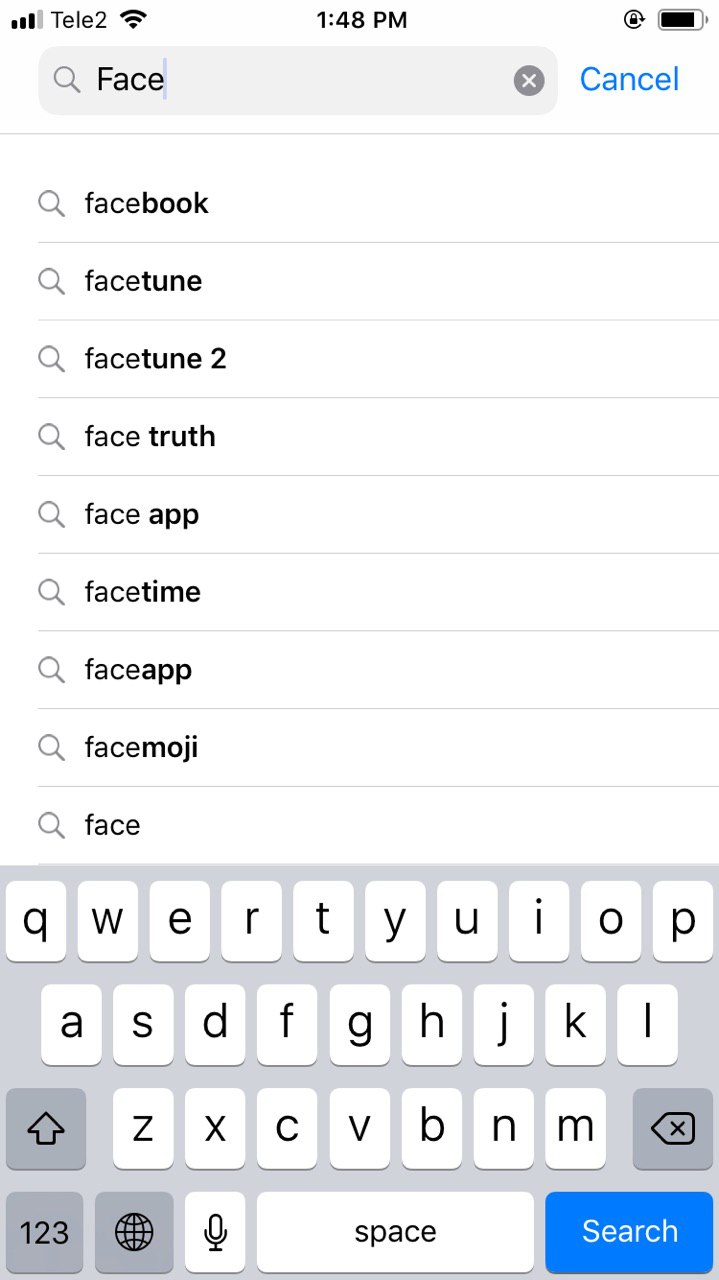 Tele2 1:48 PM
Face Cancel
facebook
facetune
facetune 2
face truth
face app
facetime
faceapp
facemoji
face
q w e r t y u i o p
a s d f g h j k l
z x c v b n m
123 space Search